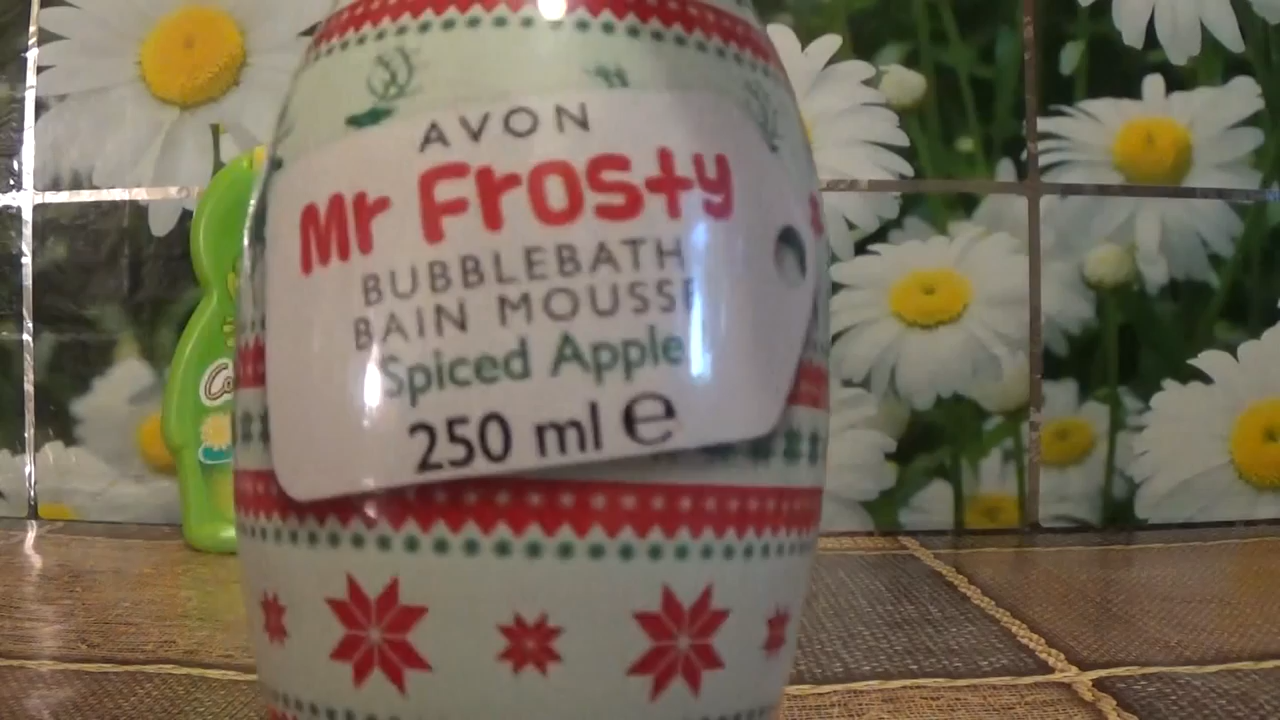 AVON
Mr Frosty
BUBBLEBATH
BAIN MOUSSE
Spiced Apple
250 ml e